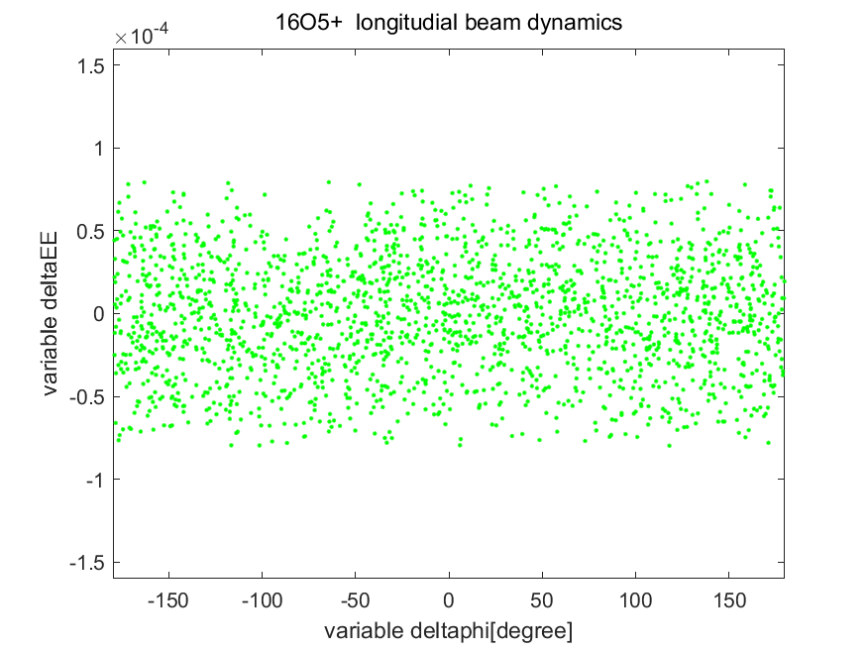 16O5+  longitudial beam dynamics
×10-4
1.5
1
0.5
0
-0.5
-1
-1.5
variable deltaEE
-150 -100 -50 0 50 100 150
variable deltaphi[degree]